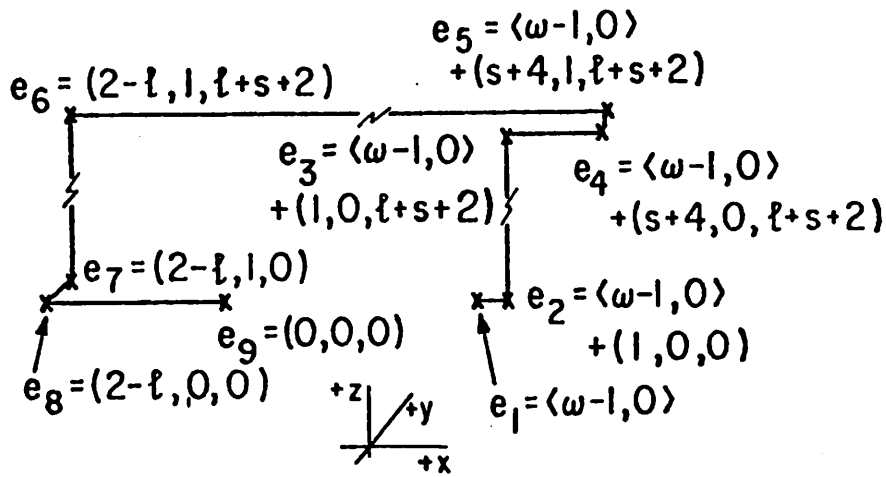 e₅ = ⟨ω-1,0⟩
+(s+4,1,ℓ+s+2)
e₆ = (2-ℓ,1,ℓ+s+2)
e₃ = ⟨ω-1,0⟩
+(1,0,ℓ+s+2)
e₄ = ⟨ω-1,0⟩
+(s+4,0,ℓ+s+2)
e₇ = (2-ℓ,1,0)
e₂ = ⟨ω-1,0⟩
+(1,0,0)
e₉ = (0,0,0)
e₈ = (2-ℓ,0,0)
e₁ = ⟨ω-1,0⟩
+z
+y
+x